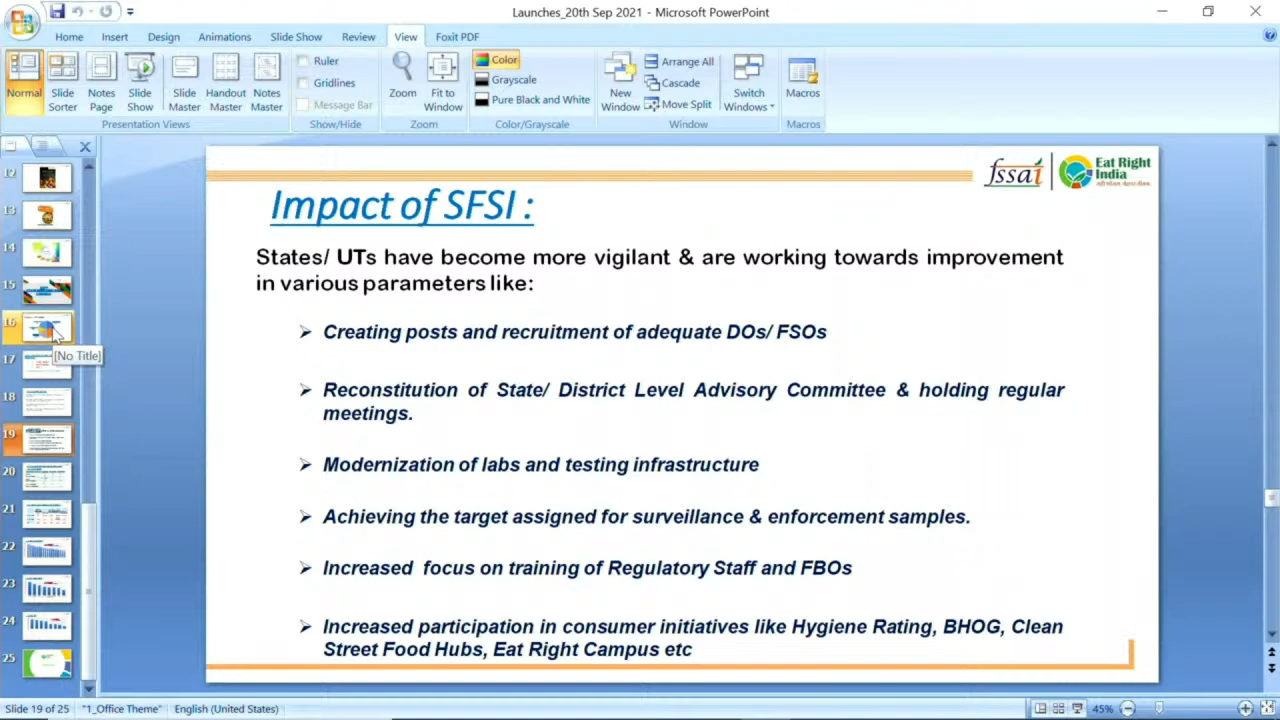 Launches_20th Sep 2021 - Microsoft PowerPoint
Home Insert Design Animations Slide Show Review View Foxit PDF
Normal
Slide Sorter
Notes Page
Slide Show
Slide Master
Handout Master
Notes Master
Presentation Views
Ruler
Gridlines
Message Bar
Show/Hide
Zoom
Fit to Window
Zoom
Color
Grayscale
Pure Black and White
Color/Grayscale
New Window
Arrange All
Cascade
Move Split
Switch Windows
Window
Macros
Macros
12
13
14
15
16
[No Title]
17
18
19
20
21
22
23
24
25
fssai
Eat Right
India
Impact of SFSI :
States/ UTs have become more vigilant & are working towards improvement
in various parameters like:
➢ Creating posts and recruitment of adequate DOs/ FSOs
➢ Reconstitution of State/ District Level Advisory Committee & holding regular
meetings.
➢ Modernization of labs and testing infrastructure
➢ Achieving the target assigned for surveillance & enforcement samples.
➢ Increased focus on training of Regulatory Staff and FBOs
➢ Increased participation in consumer initiatives like Hygiene Rating, BHOG, Clean
Street Food Hubs, Eat Right Campus etc
Slide 19 of 25 "1_Office Theme" English (United States) 45%